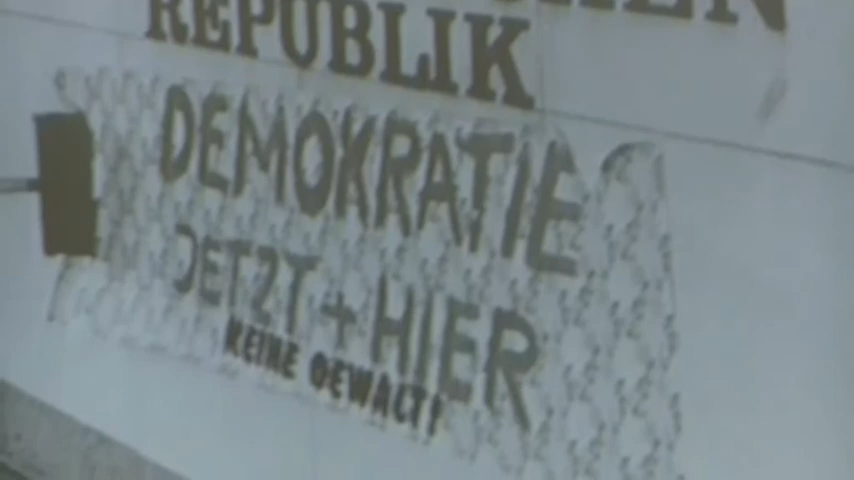 REPUBLIK
DEMOKRATIE
JETZT + HIER
KEINE GEWALT!